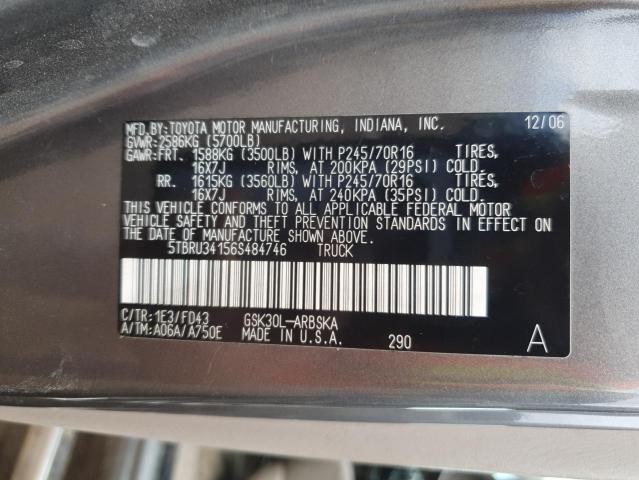 MFD.BY:TOYOTA MOTOR MANUFACTURING, INDIANA, INC. 12/06
GVWR:2586KG (5700LB)
GAWR:FRT. 1588KG (3500LB) WITH P245/70R16 TIRES,
16X7J RIMS, AT 200KPA (29PSI) COLD.
RR. 1615KG (3560LB) WITH P245/70R16 TIRES,
16X7J RIMS, AT 240KPA (35PSI) COLD.
THIS VEHICLE CONFORMS TO ALL APPLICABLE FEDERAL MOTOR
VEHICLE SAFETY AND THEFT PREVENTION STANDARDS IN EFFECT ON
THE DATE OF MANUFACTURE SHOWN ABOVE.
5TBRU34156S484746 TRUCK
C/TR:1E3/FD43 GSK30L-ARBSKA
A/TM:A06A/A750E MADE IN U.S.A. 290 A